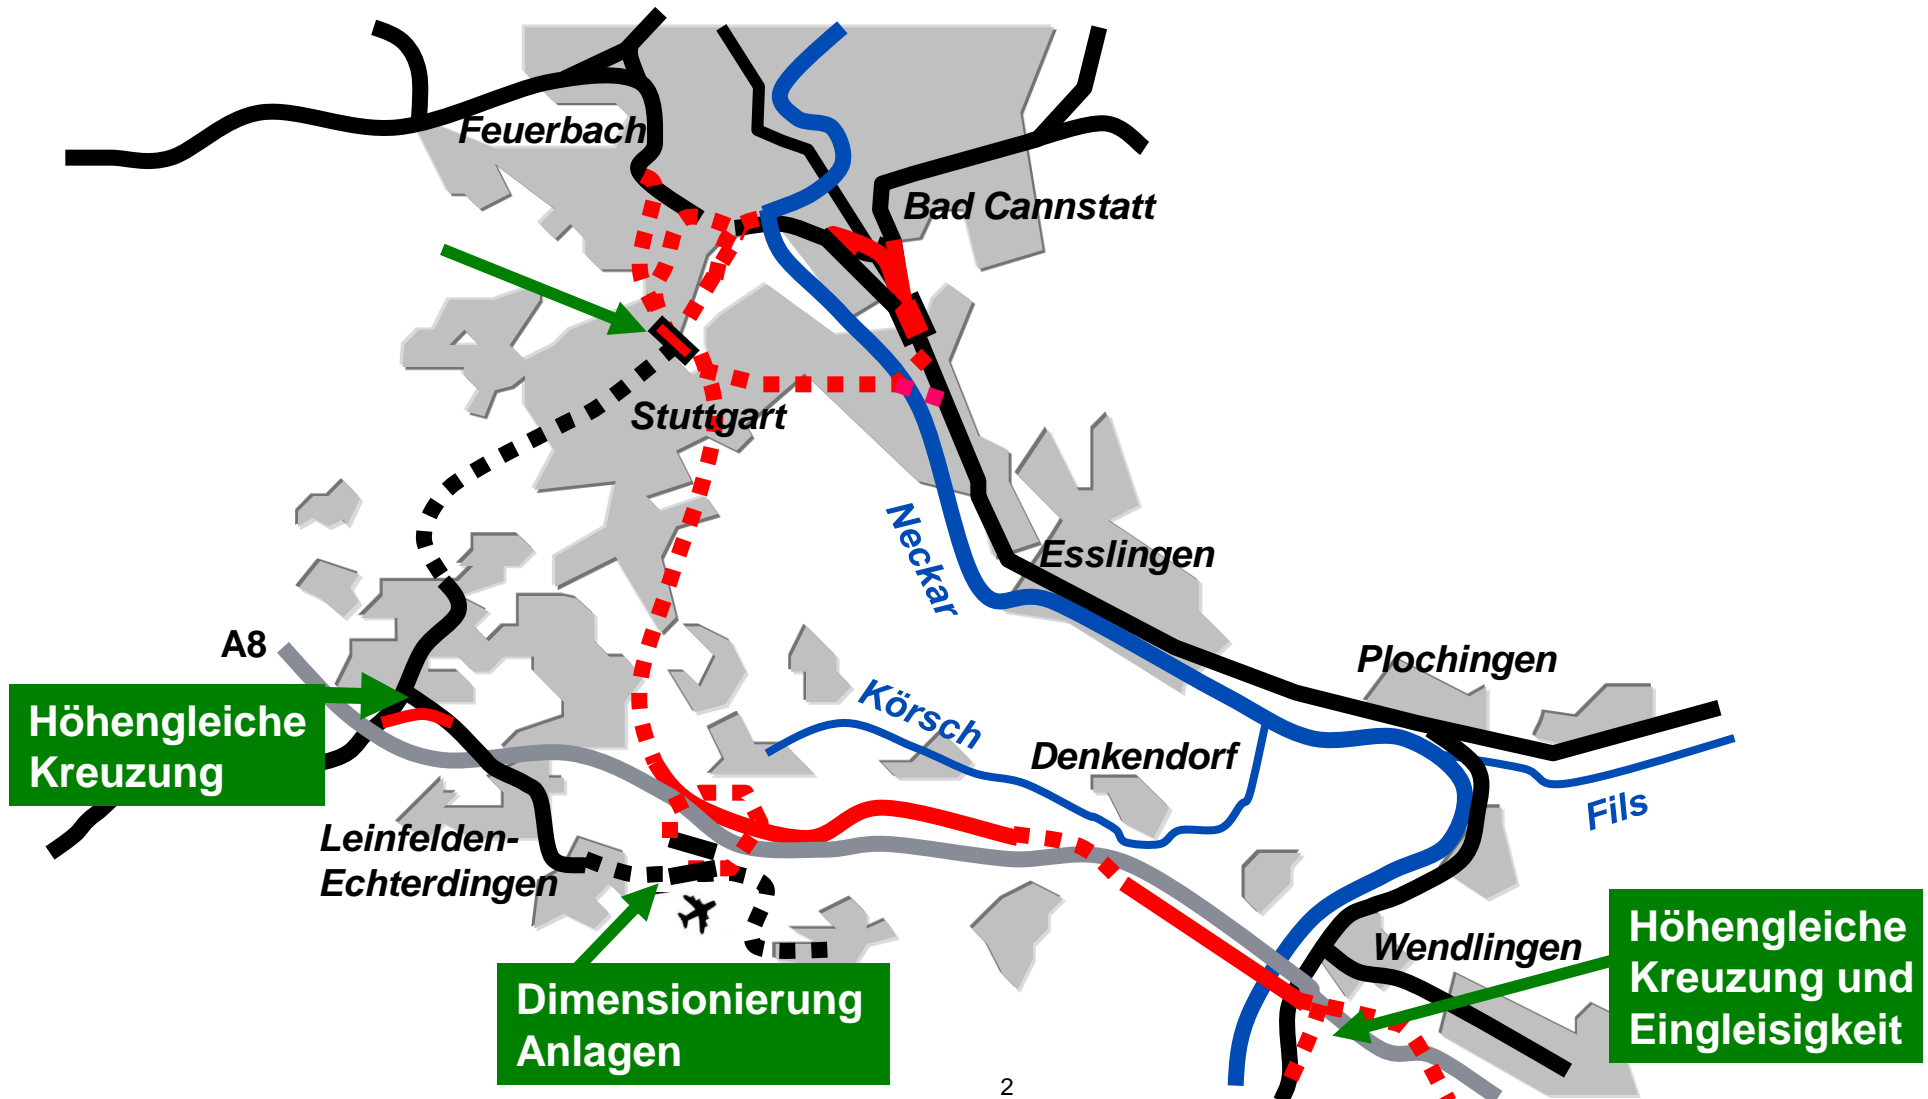 Feuerbach
Bad Cannstatt
Stuttgart
Neckar
Esslingen
A8
Plochingen
Höhengleiche
Kreuzung
Körsch
Denkendorf
Fils
Leinfelden-
Echterdingen
Wendlingen
Höhengleiche
Kreuzung und
Eingleisigkeit
Dimensionierung
Anlagen
2